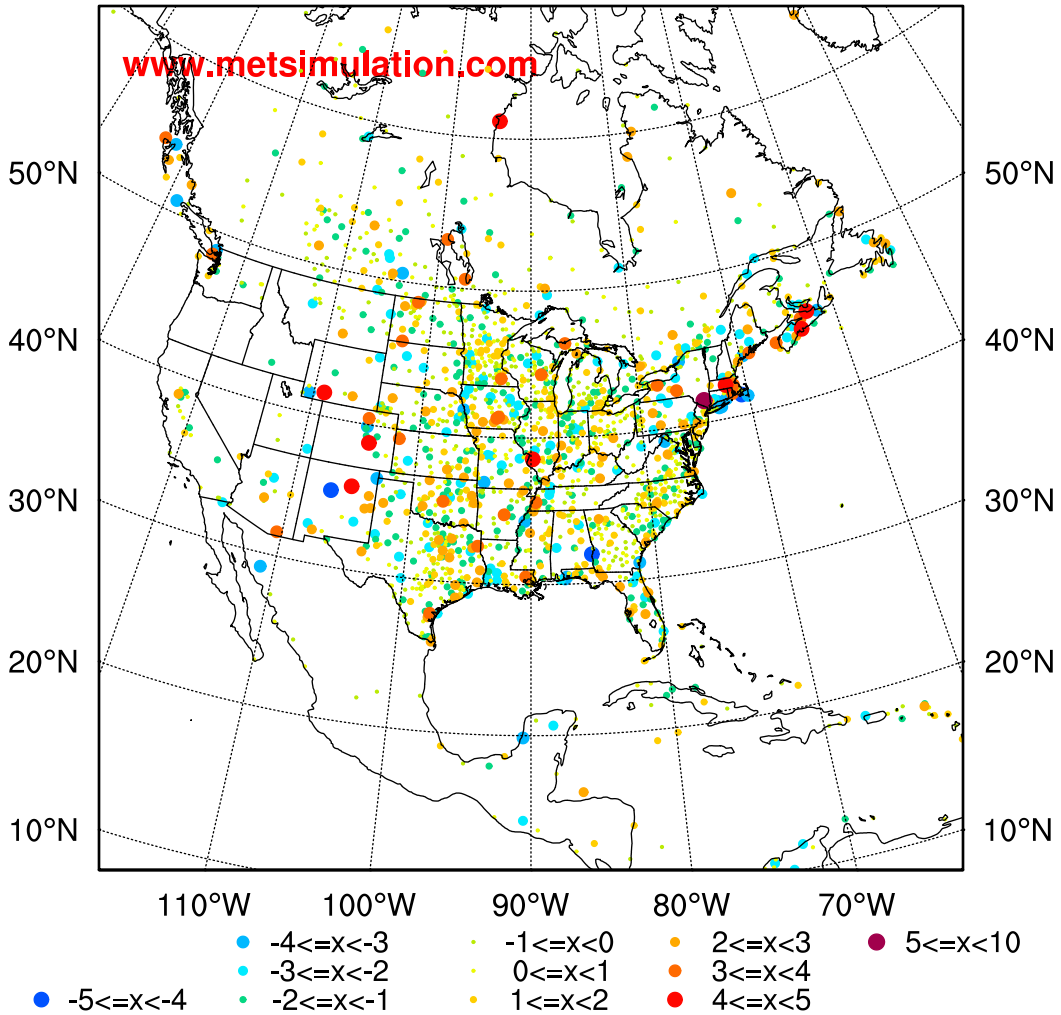 www.metsimulation.com
50°N 50°N
40°N 40°N
30°N 30°N
20°N 20°N
10°N 10°N
110°W 100°W 90°W 80°W 70°W
-4<=x<-3 -1<=x<0 2<=x<3 5<=x<10
-3<=x<-2 0<=x<1 3<=x<4
-5<=x<-4 -2<=x<-1 1<=x<2 4<=x<5